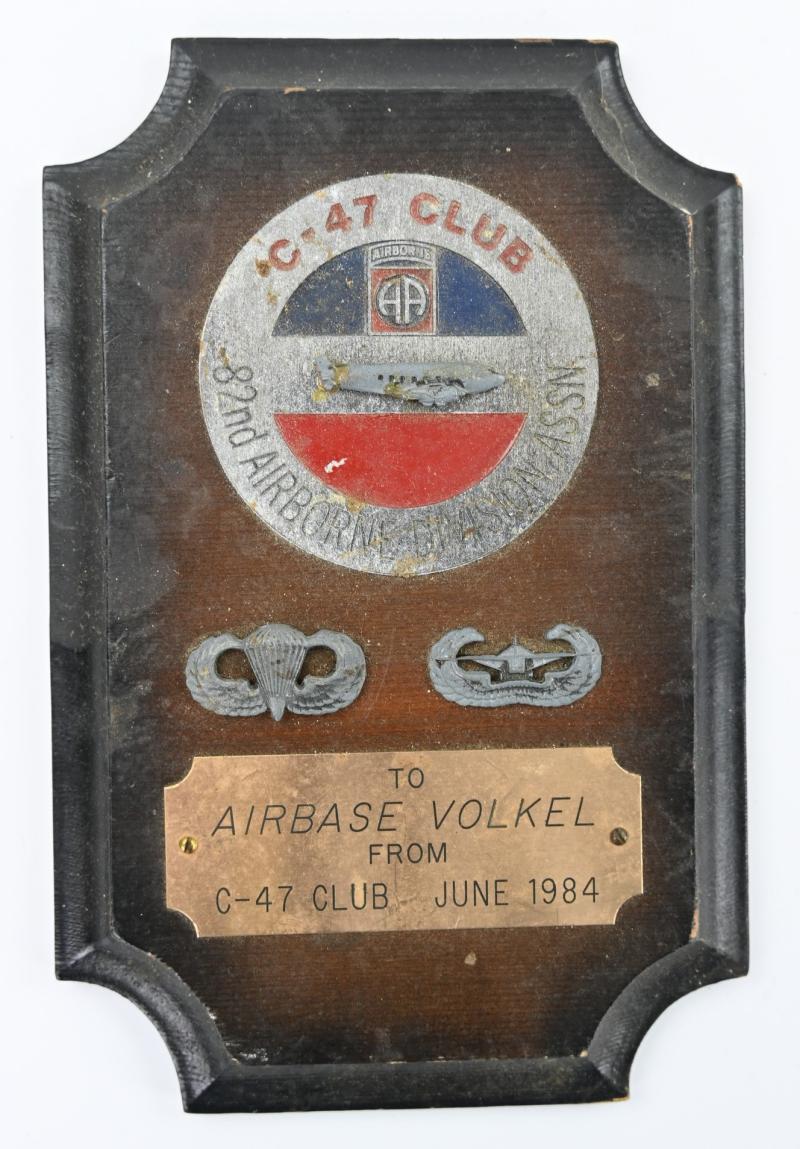 C-47 CLUB
AIRBORNE
AA
82nd AIRBORNE DIVISION ASSN.
TO
AIRBASE VOLKEL
FROM
C-47 CLUB JUNE 1984